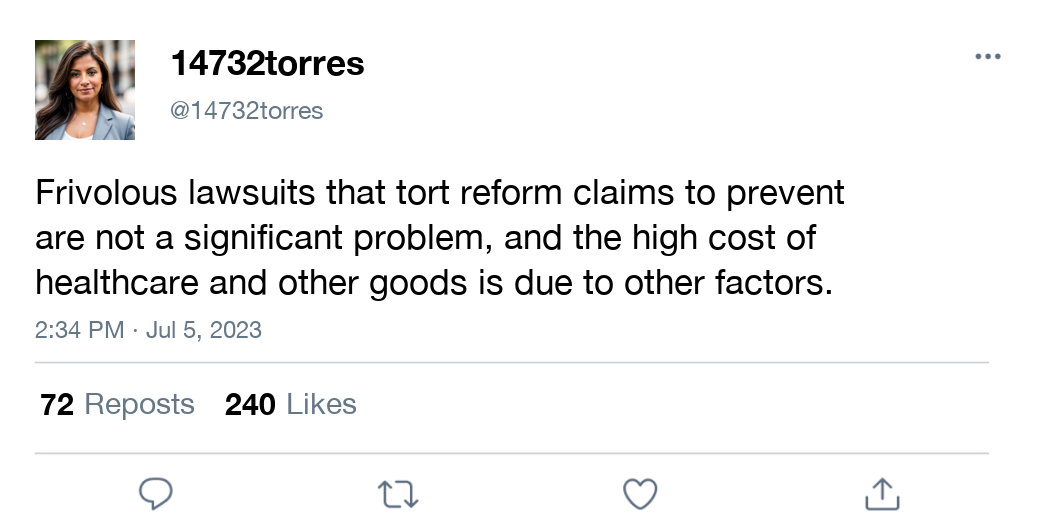 14732torres
@14732torres
Frivolous lawsuits that tort reform claims to prevent
are not a significant problem, and the high cost of
healthcare and other goods is due to other factors.
2:34 PM · Jul 5, 2023
72 Reposts 240 Likes